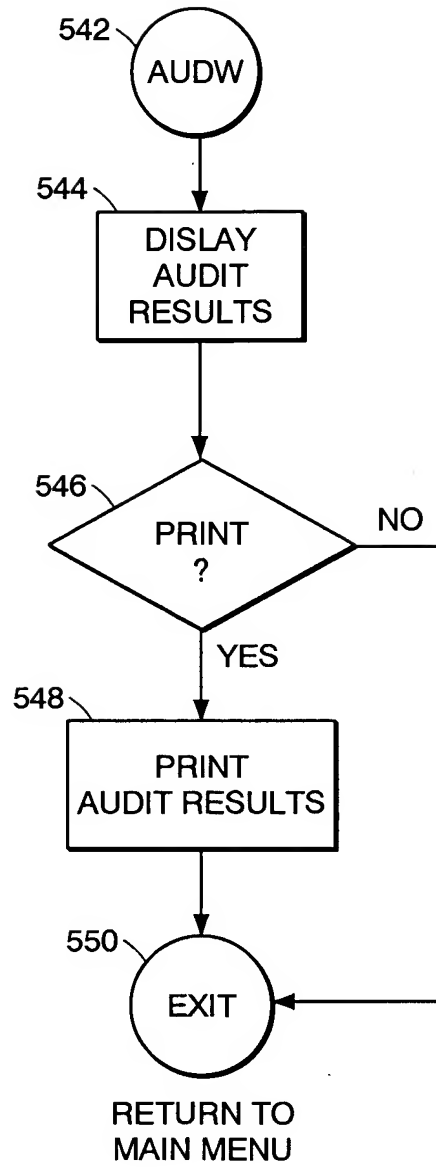 542
AUDW
544
DISLAY
AUDIT
RESULTS
546
PRINT
?
NO
YES
548
PRINT
AUDIT RESULTS
550
EXIT
RETURN TO
MAIN MENU